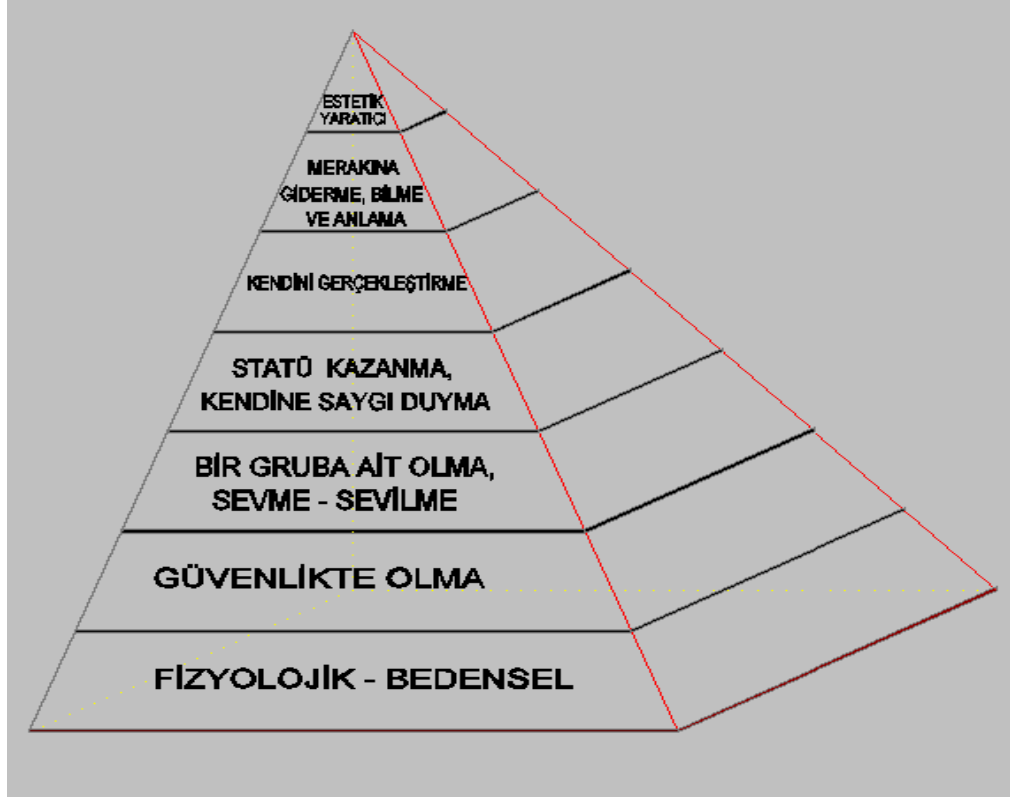 ESTETİK
YARATICI
MERAKINA
GİDERME, BİLME
VE ANLAMA
KENDİNİ GERÇEKLEŞTİRME
STATÜ KAZANMA,
KENDİNE SAYGI DUYMA
BİR GRUBA AİT OLMA,
SEVME - SEVİLME
GÜVENLİKTE OLMA
FİZYOLOJİK - BEDENSEL